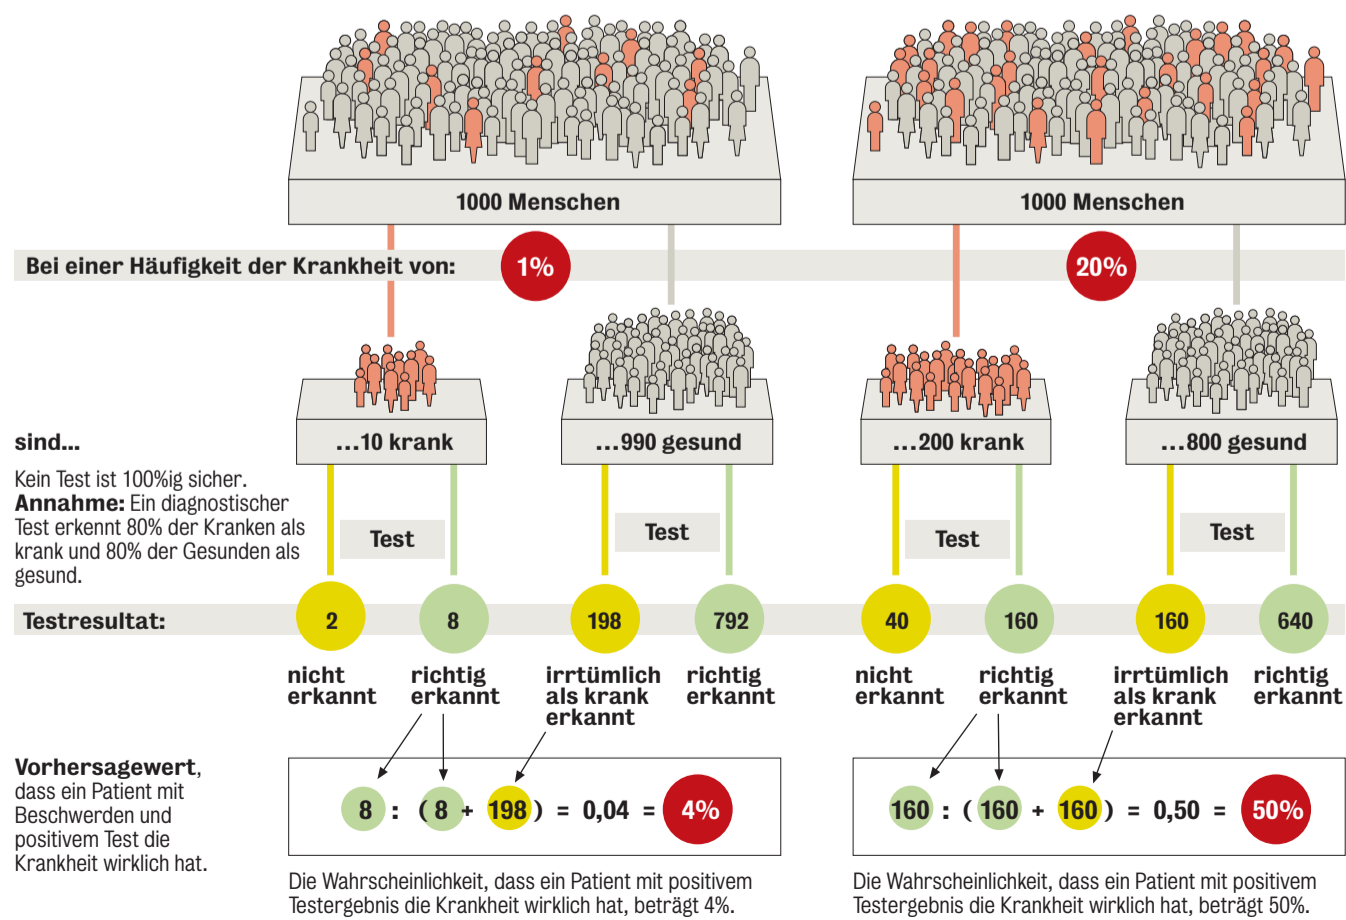 1000 Menschen
1000 Menschen
Bei einer Häufigkeit der Krankheit von:
1%
20%
sind...
...10 krank
...990 gesund
...200 krank
...800 gesund
Kein Test ist 100%ig sicher.
Annahme: Ein diagnostischer
Test erkennt 80% der Kranken als
krank und 80% der Gesunden als
gesund.
Test
Test
Test
Test
Testresultat:
2
8
198
792
40
160
160
640
nicht
erkannt
richtig
erkannt
irrtümlich
als krank
erkannt
richtig
erkannt
nicht
erkannt
richtig
erkannt
irrtümlich
als krank
erkannt
richtig
erkannt
Vorhersagewert,
dass ein Patient mit
Beschwerden und
positivem Test die
Krankheit wirklich hat.
8 : (8 + 198) = 0,04 = 4%
160 : (160 + 160) = 0,50 = 50%
Die Wahrscheinlichkeit, dass ein Patient mit positivem
Testergebnis die Krankheit wirklich hat, beträgt 4%.
Die Wahrscheinlichkeit, dass ein Patient mit positivem
Testergebnis die Krankheit wirklich hat, beträgt 50%.